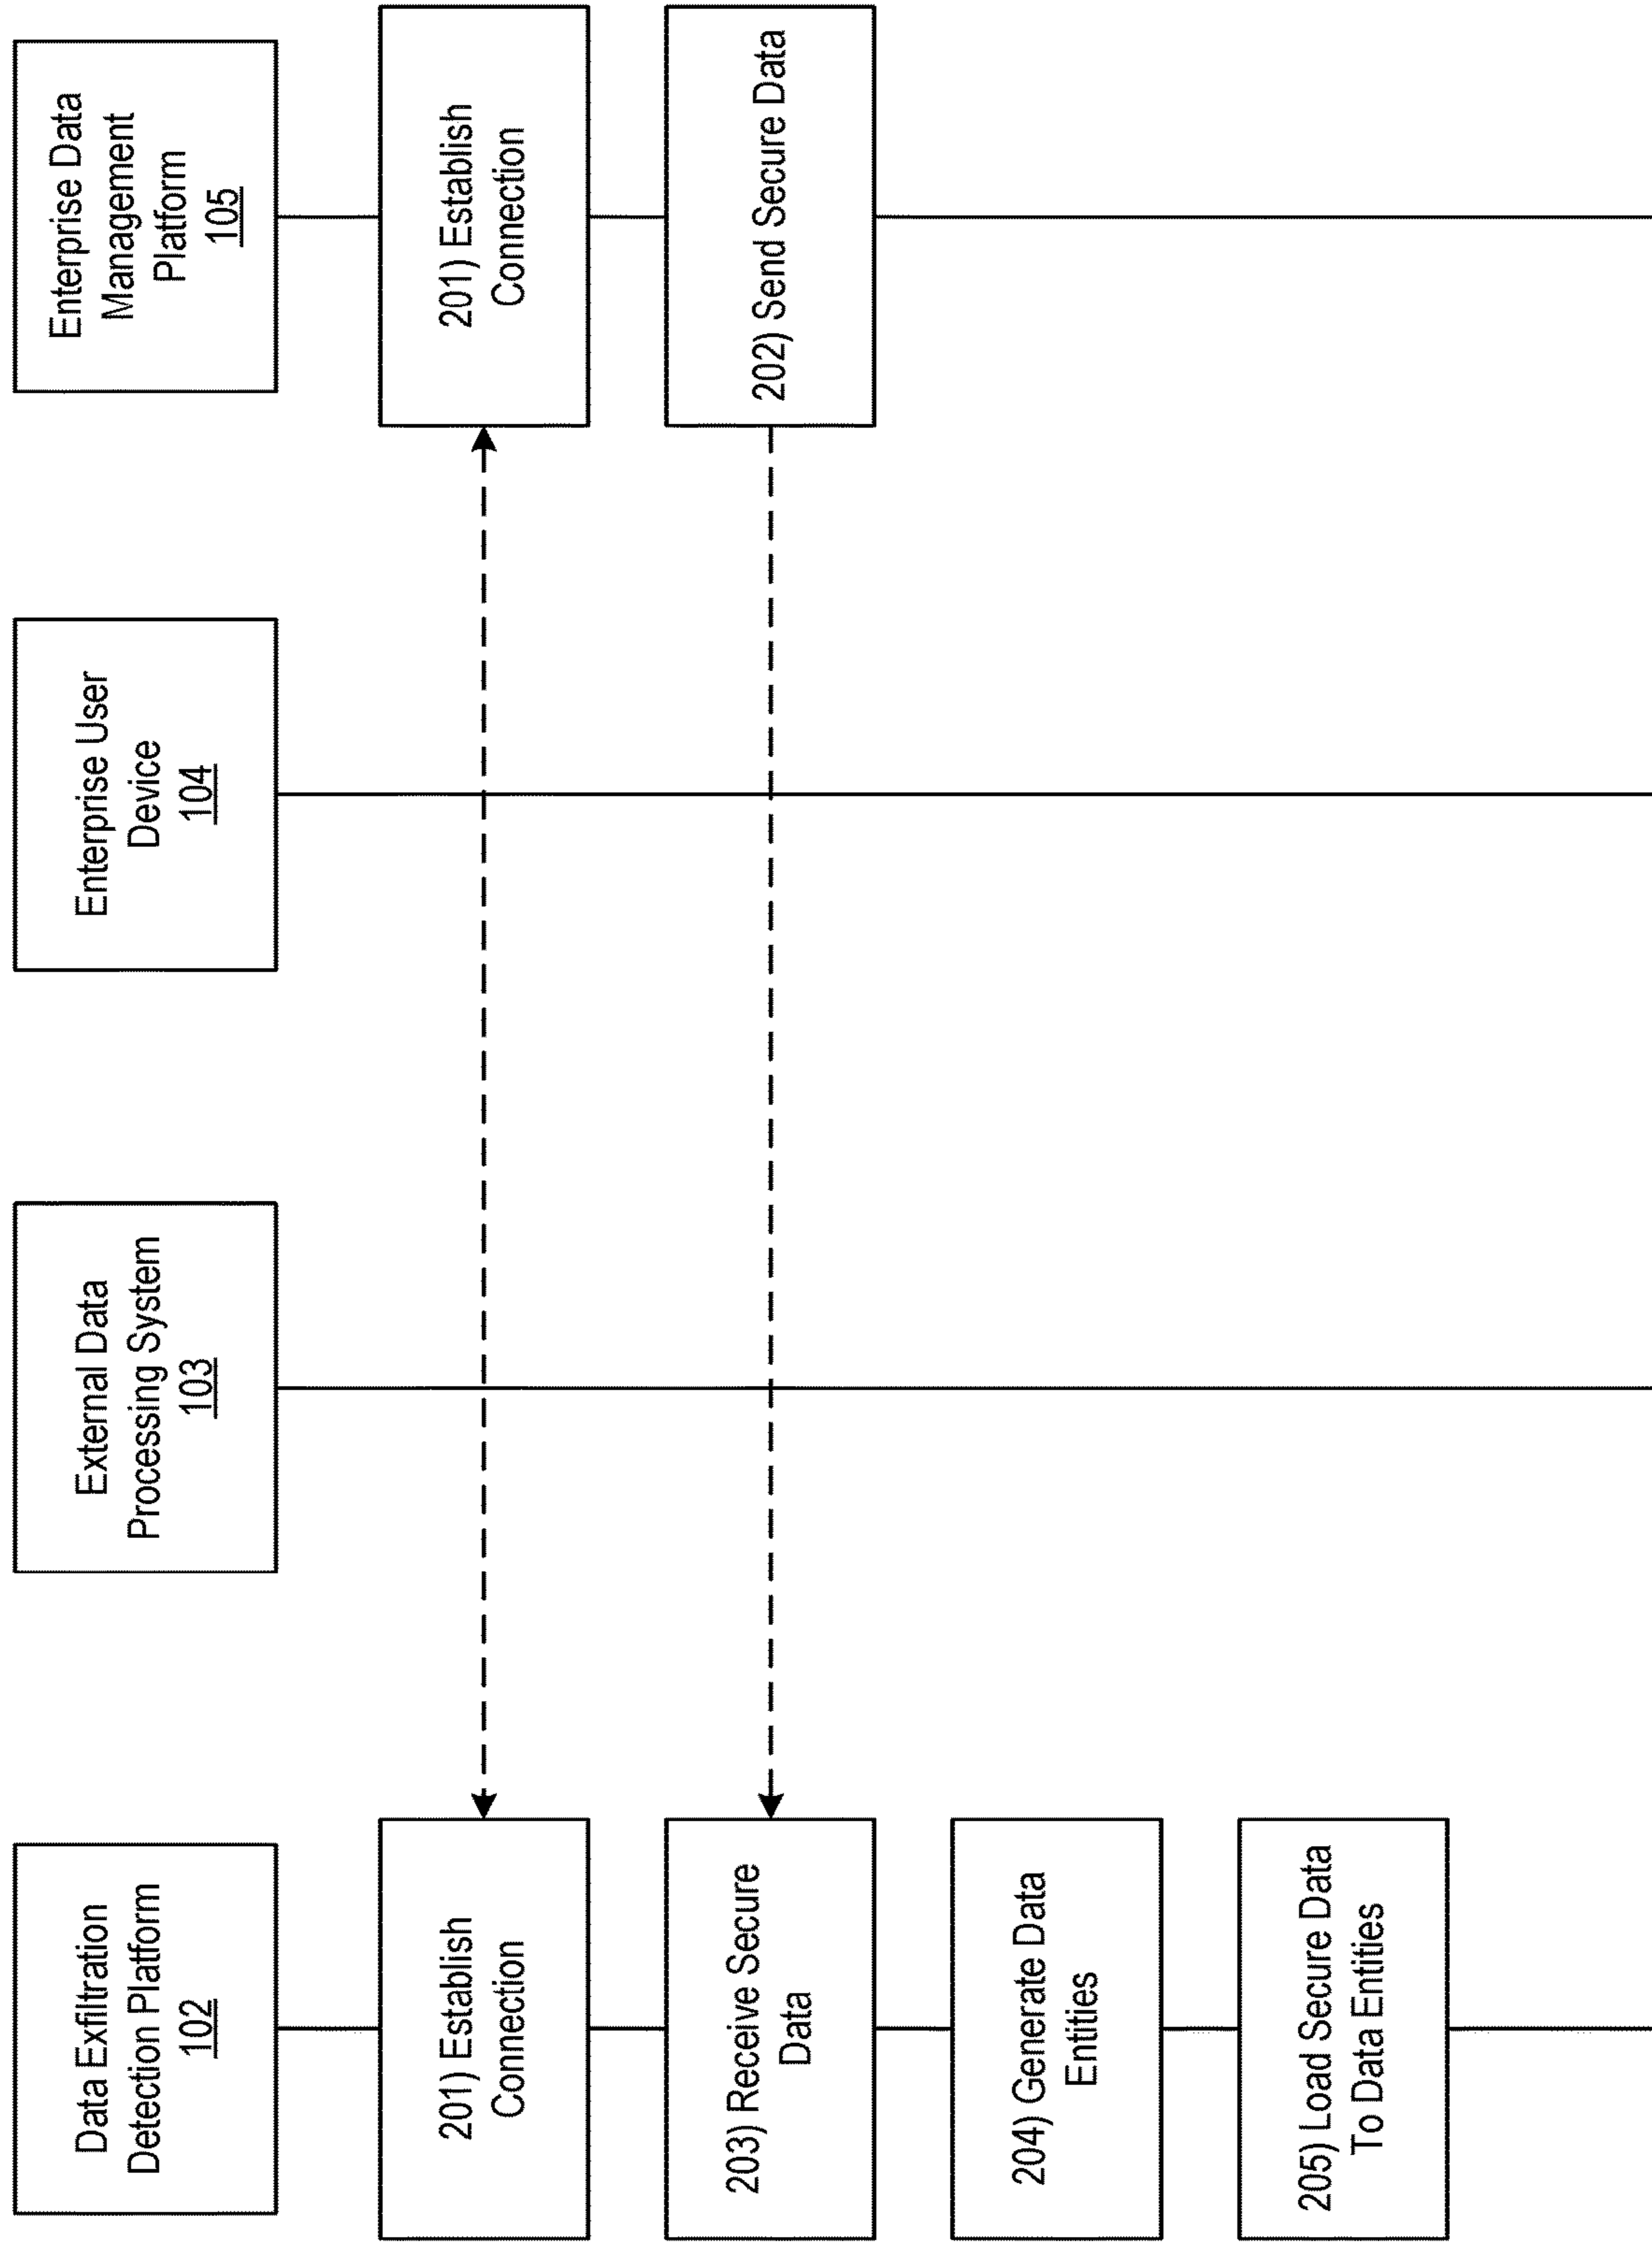 Data Exfiltration
Detection Platform
102
External Data
Processing System
103
Enterprise User
Device
104
Enterprise Data
Management
Platform
105
201) Establish
Connection
201) Establish
Connection
203) Receive Secure
Data
202) Send Secure Data
204) Generate Data
Entities
205) Load Secure Data
To Data Entities